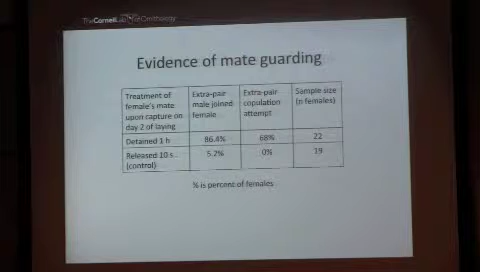 TheCornellLab of Ornithology
Evidence of mate guarding
Treatment of female's mate upon capture on day 2 of laying | Extra-pair male joined female | Extra-pair copulation attempt | Sample size (n females)
Detained 1 h | 86.4% | 68% | 22
Released 10 s (control) | 5.2% | 0% | 19
% is percent of females